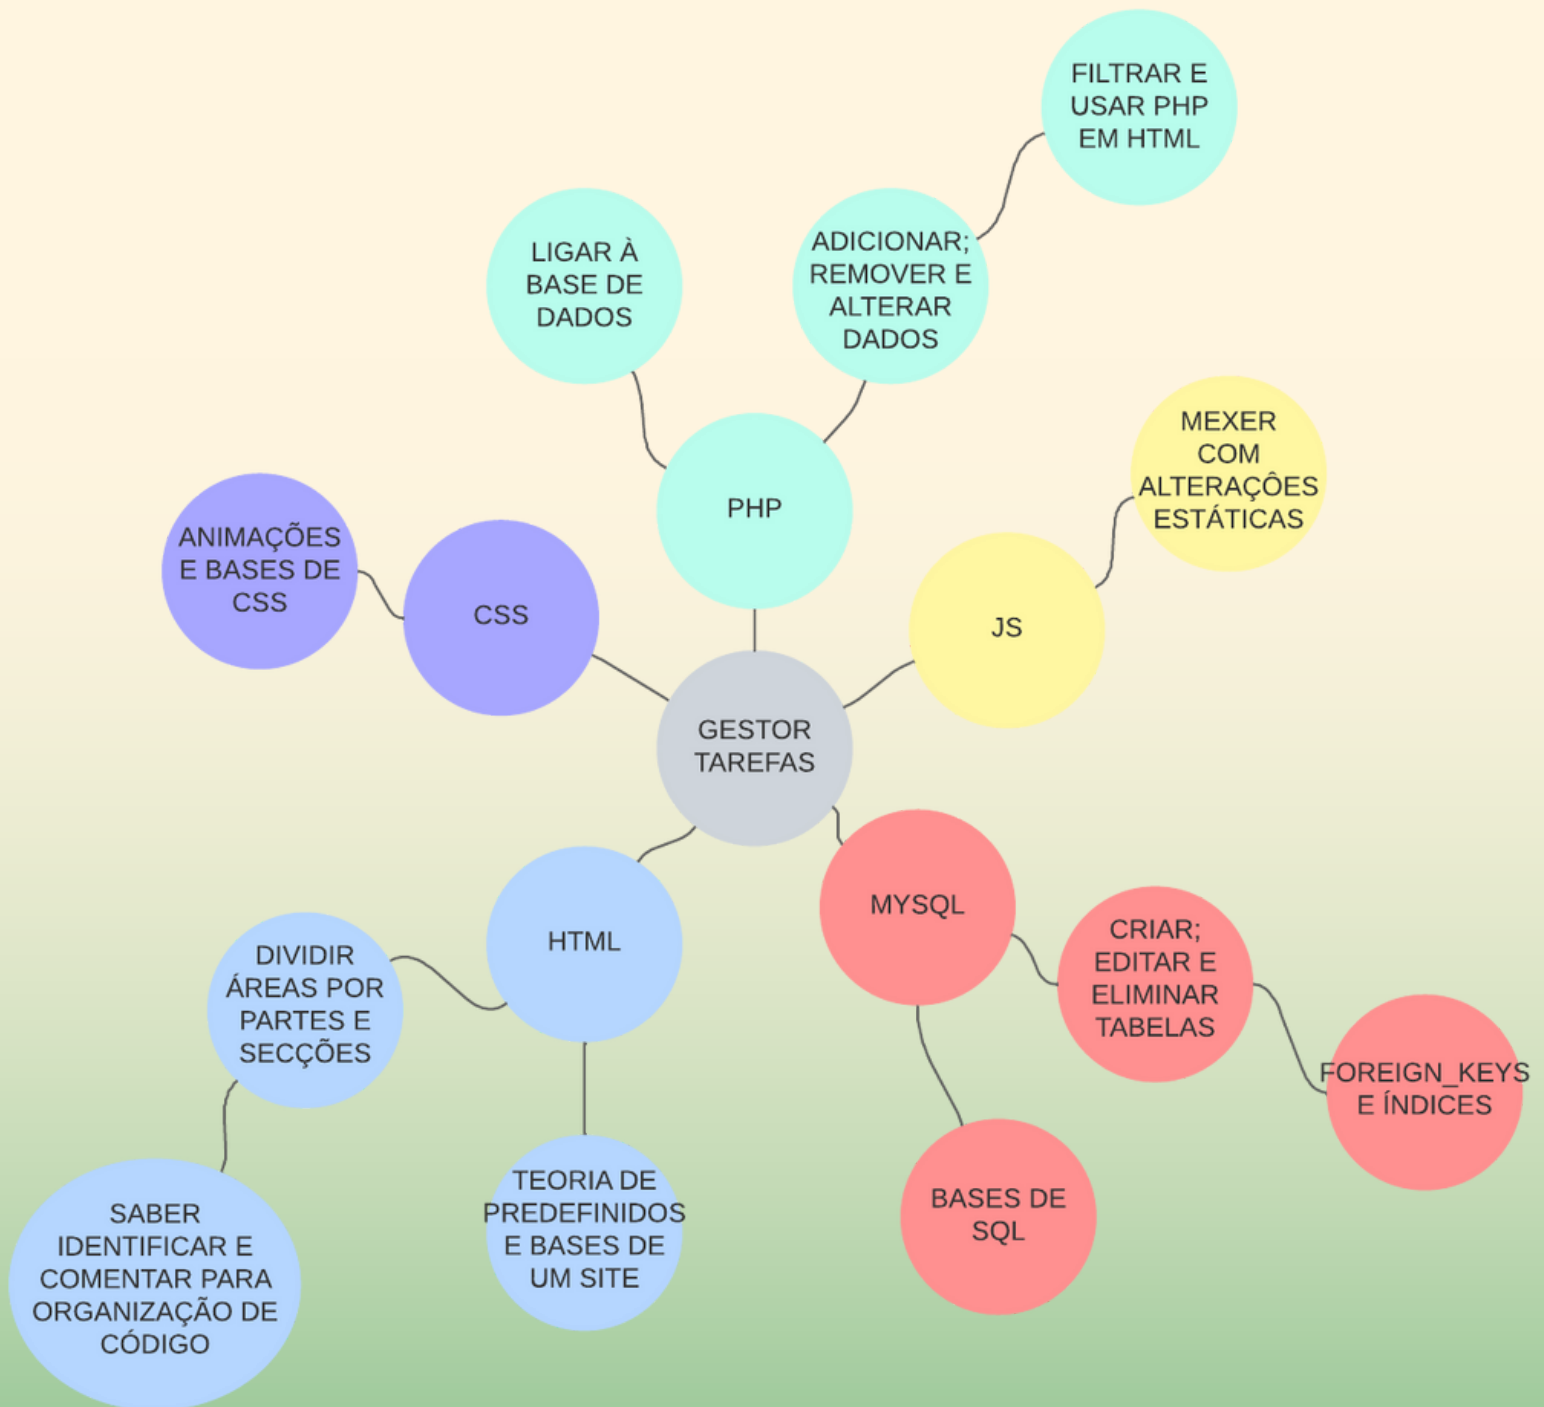 FILTRAR E
USAR PHP
EM HTML
LIGAR À
BASE DE
DADOS
ADICIONAR;
REMOVER E
ALTERAR
DADOS
MEXER
COM
ALTERAÇÔES
ESTÁTICAS
PHP
ANIMAÇÕES
E BASES DE
CSS
CSS
JS
GESTOR
TAREFAS
MYSQL
HTML
CRIAR;
EDITAR E
ELIMINAR
TABELAS
DIVIDIR
ÁREAS POR
PARTES E
SECÇÕES
FOREIGN_KEYS
E ÍNDICES
TEORIA DE
PREDEFINIDOS
E BASES DE
UM SITE
BASES DE
SQL
SABER
IDENTIFICAR E
COMENTAR PARA
ORGANIZAÇÃO DE
CÓDIGO